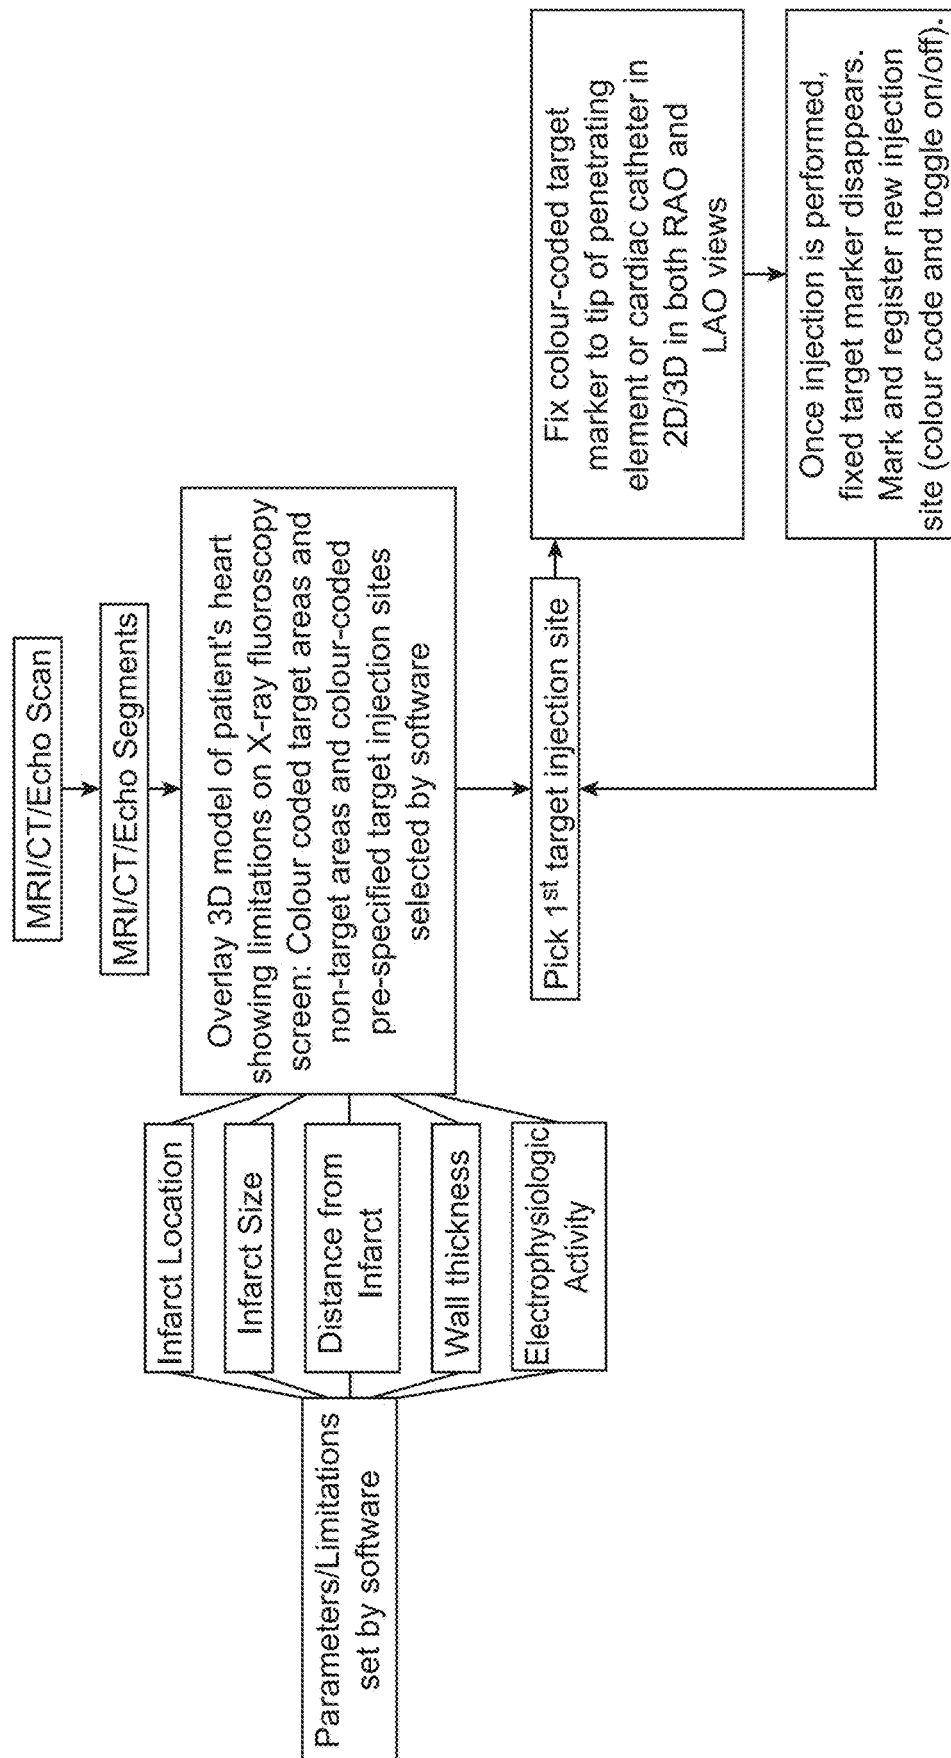 MRI/CT/Echo Scan
MRI/CT/Echo Segments
Parameters/Limitations
set by software
Infarct Location
Infarct Size
Distance from
Infarct
Wall thickness
Electrophysiologic
Activity
Overlay 3D model of patient's heart
showing limitations on X-ray fluoroscopy
screen: Colour coded target areas and
non-target areas and colour-coded
pre-specified target injection sites
selected by software
Pick 1st target injection site
Fix colour-coded target
marker to tip of penetrating
element or cardiac catheter in
2D/3D in both RAO and
LAO views
Once injection is performed,
fixed target marker disappears.
Mark and register new injection
site (colour code and toggle on/off).